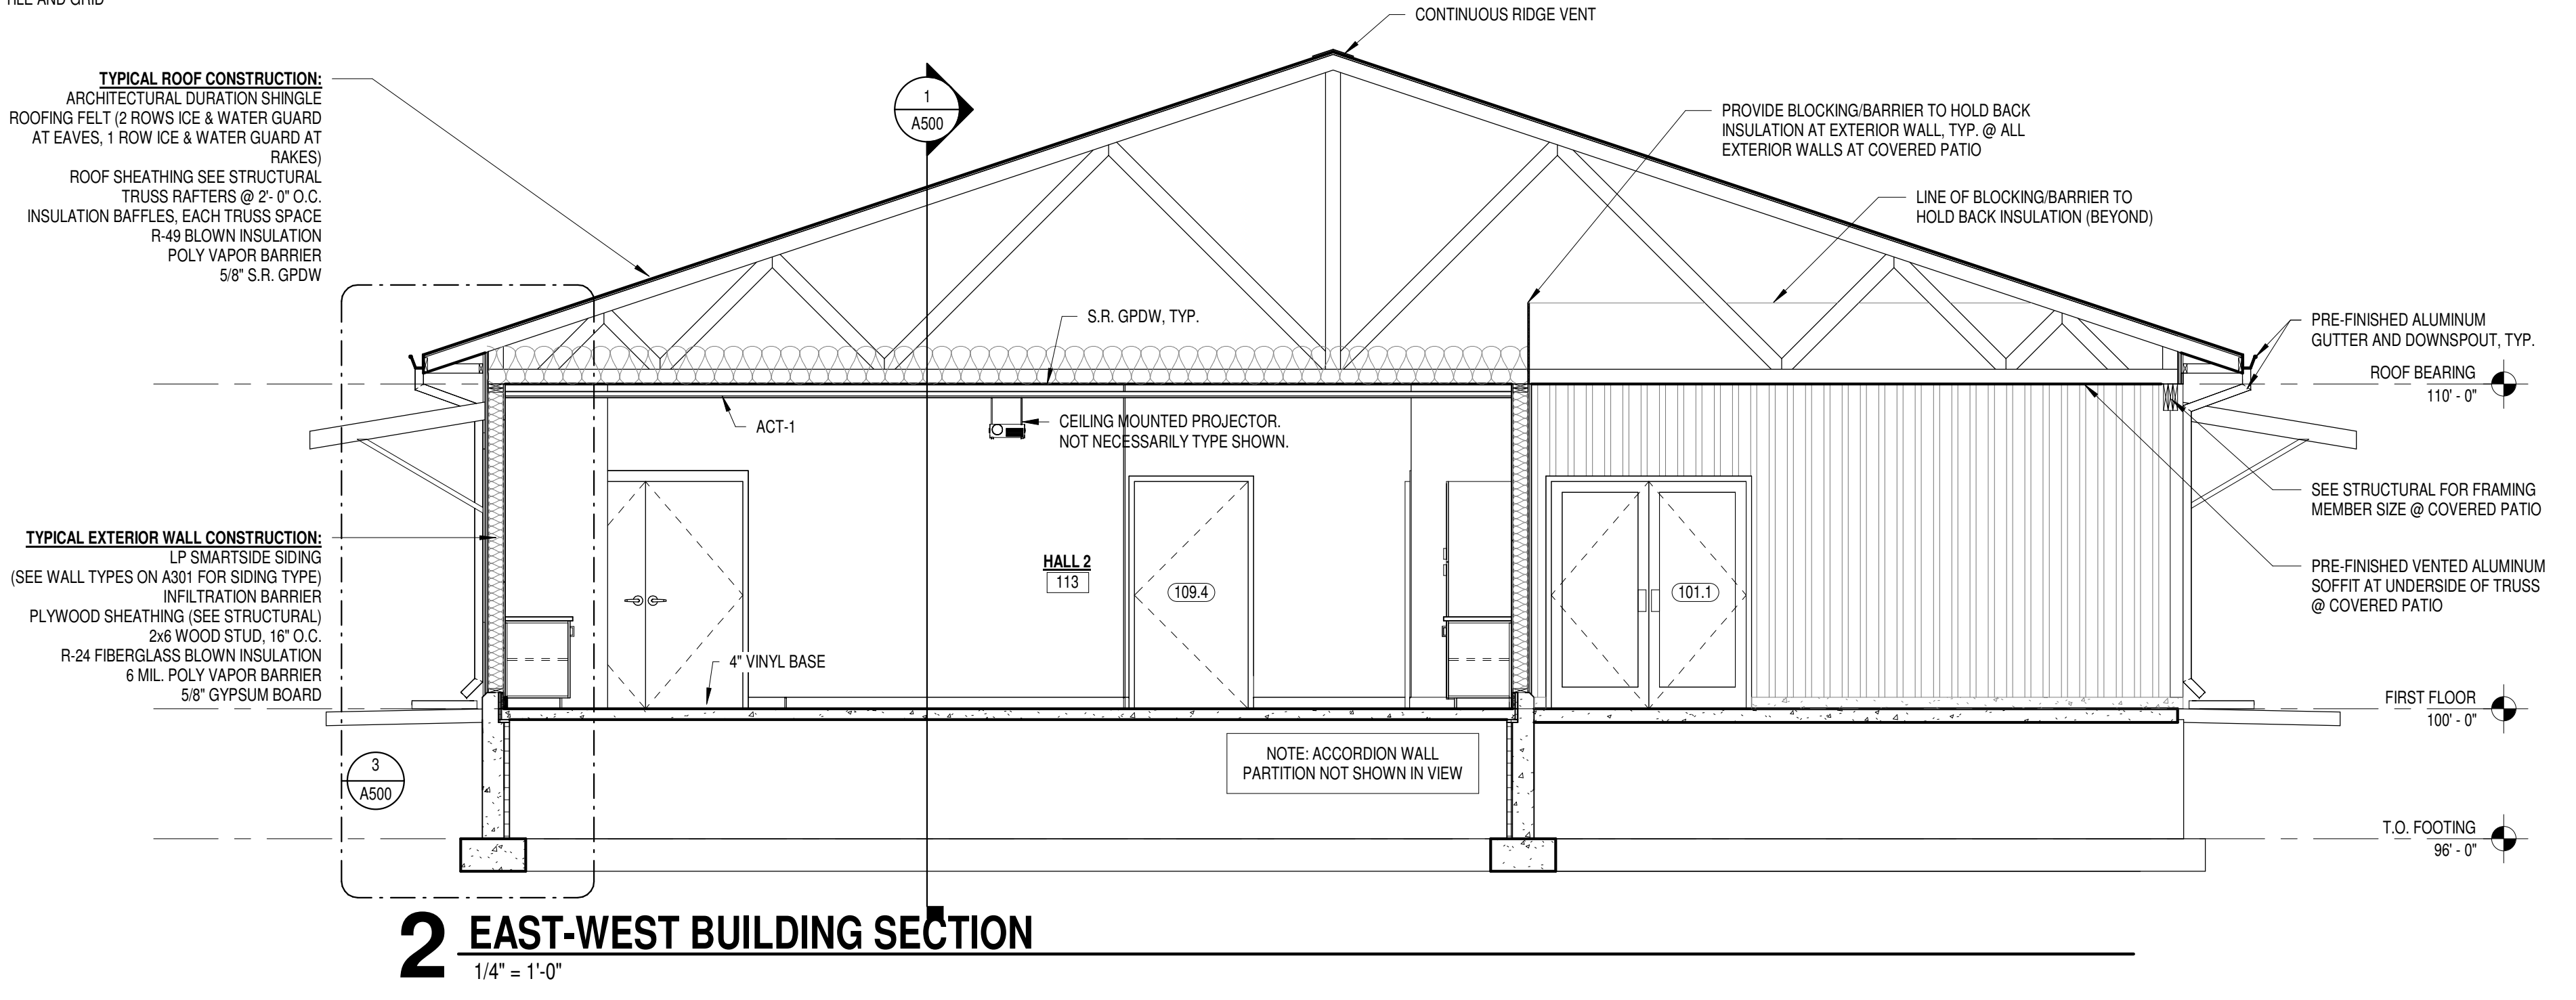 CONTINUOUS RIDGE VENT
TYPICAL ROOF CONSTRUCTION:
ARCHITECTURAL DURATION SHINGLE
ROOFING FELT (2 ROWS ICE & WATER GUARD
AT EAVES, 1 ROW ICE & WATER GUARD AT
RAKES)
ROOF SHEATHING SEE STRUCTURAL
TRUSS RAFTERS @ 2'- 0" O.C.
INSULATION BAFFLES, EACH TRUSS SPACE
R-49 BLOWN INSULATION
POLY VAPOR BARRIER
5/8" S.R. GPDW
1
A500
PROVIDE BLOCKING/BARRIER TO HOLD BACK
INSULATION AT EXTERIOR WALL, TYP. @ ALL
EXTERIOR WALLS AT COVERED PATIO
LINE OF BLOCKING/BARRIER TO
HOLD BACK INSULATION (BEYOND)
S.R. GPDW, TYP.
PRE-FINISHED ALUMINUM
GUTTER AND DOWNSPOUT, TYP.
ROOF BEARING
110' - 0"
ACT-1
CEILING MOUNTED PROJECTOR.
NOT NECESSARILY TYPE SHOWN.
SEE STRUCTURAL FOR FRAMING
MEMBER SIZE @ COVERED PATIO
PRE-FINISHED VENTED ALUMINUM
SOFFIT AT UNDERSIDE OF TRUSS
@ COVERED PATIO
TYPICAL EXTERIOR WALL CONSTRUCTION:
LP SMARTSIDE SIDING
(SEE WALL TYPES ON A301 FOR SIDING TYPE)
INFILTRATION BARRIER
PLYWOOD SHEATHING (SEE STRUCTURAL)
2x6 WOOD STUD, 16" O.C.
R-24 FIBERGLASS BLOWN INSULATION
6 MIL. POLY VAPOR BARRIER
5/8" GYPSUM BOARD
HALL 2
113
109.4
101.1
4" VINYL BASE
FIRST FLOOR
100' - 0"
NOTE: ACCORDION WALL
PARTITION NOT SHOWN IN VIEW
3
A500
T.O. FOOTING
96' - 0"
2 EAST-WEST BUILDING SECTION
1/4" = 1'-0"